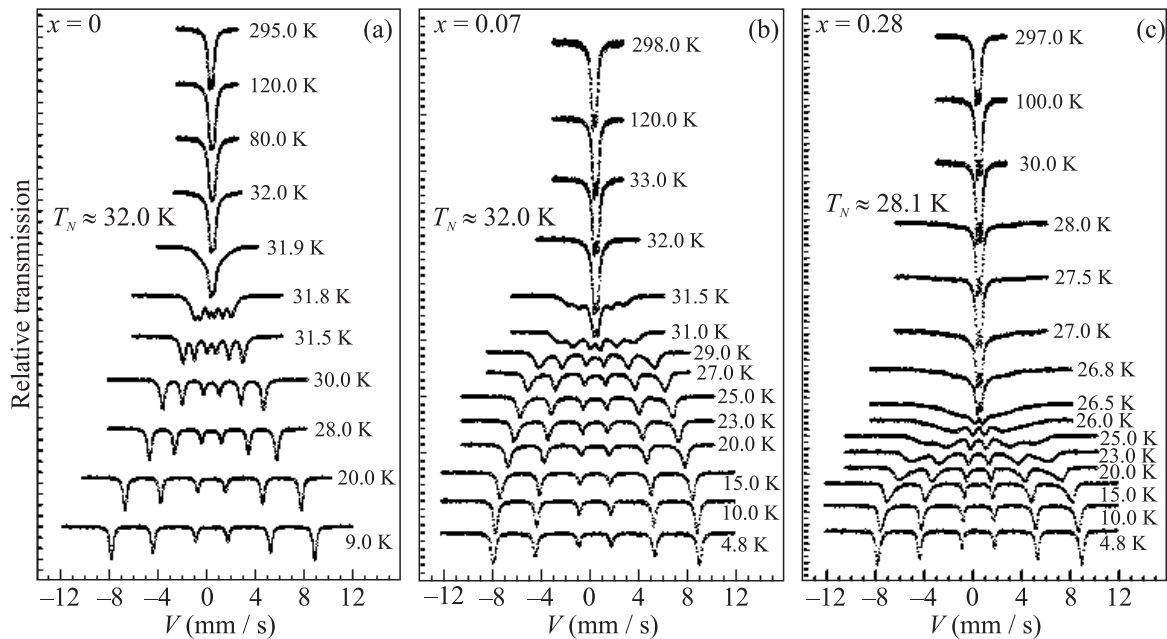 Relative transmission
x = 0
(a)
295.0 K
120.0 K
80.0 K
32.0 K
T_N ≈ 32.0 K
31.9 K
31.8 K
31.5 K
30.0 K
28.0 K
20.0 K
9.0 K
–12 –8 –4 0 4 8 12
V (mm / s)
x = 0.07
(b)
298.0 K
120.0 K
33.0 K
T_N ≈ 32.0 K
32.0 K
31.5 K
31.0 K
29.0 K
27.0 K
25.0 K
23.0 K
20.0 K
15.0 K
10.0 K
4.8 K
–12 –8 –4 0 4 8 12
V (mm / s)
x = 0.28
(c)
297.0 K
100.0 K
30.0 K
T_N ≈ 28.1 K
28.0 K
27.5 K
27.0 K
26.8 K
26.5 K
26.0 K
25.0 K
23.0 K
20.0 K
15.0 K
10.0 K
4.8 K
–12 –8 –4 0 4 8 12
V (mm / s)